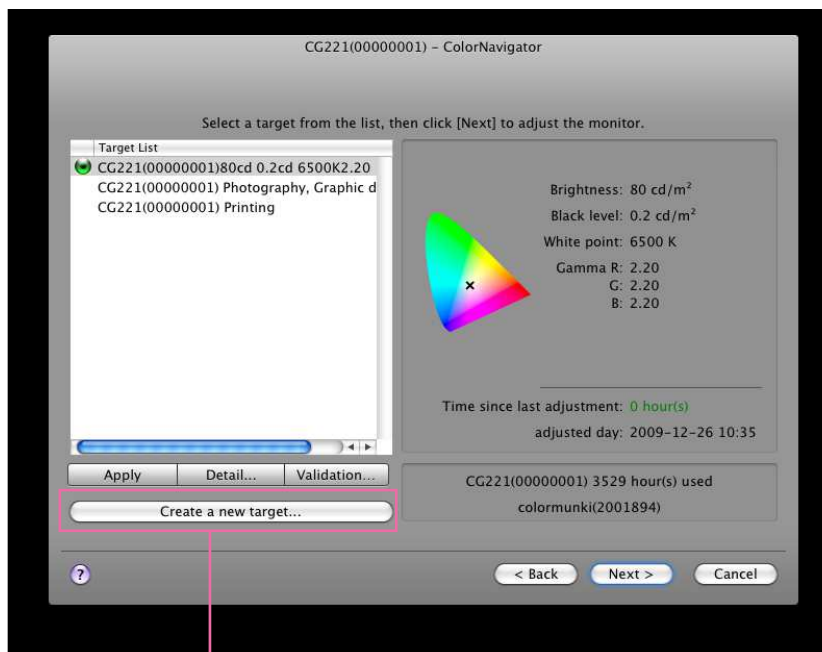 CG221(00000001) – ColorNavigator
Select a target from the list, then click [Next] to adjust the monitor.
Target List
CG221(00000001)80cd 0.2cd 6500K2.20
CG221(00000001) Photography, Graphic d
CG221(00000001) Printing
Brightness: 80 cd/m²
Black level: 0.2 cd/m²
White point: 6500 K
Gamma R: 2.20
G: 2.20
B: 2.20
Time since last adjustment: 0 hour(s)
adjusted day: 2009-12-26 10:35
Apply Detail... Validation...
CG221(00000001) 3529 hour(s) used
colormunki(2001894)
Create a new target...
? < Back Next > Cancel